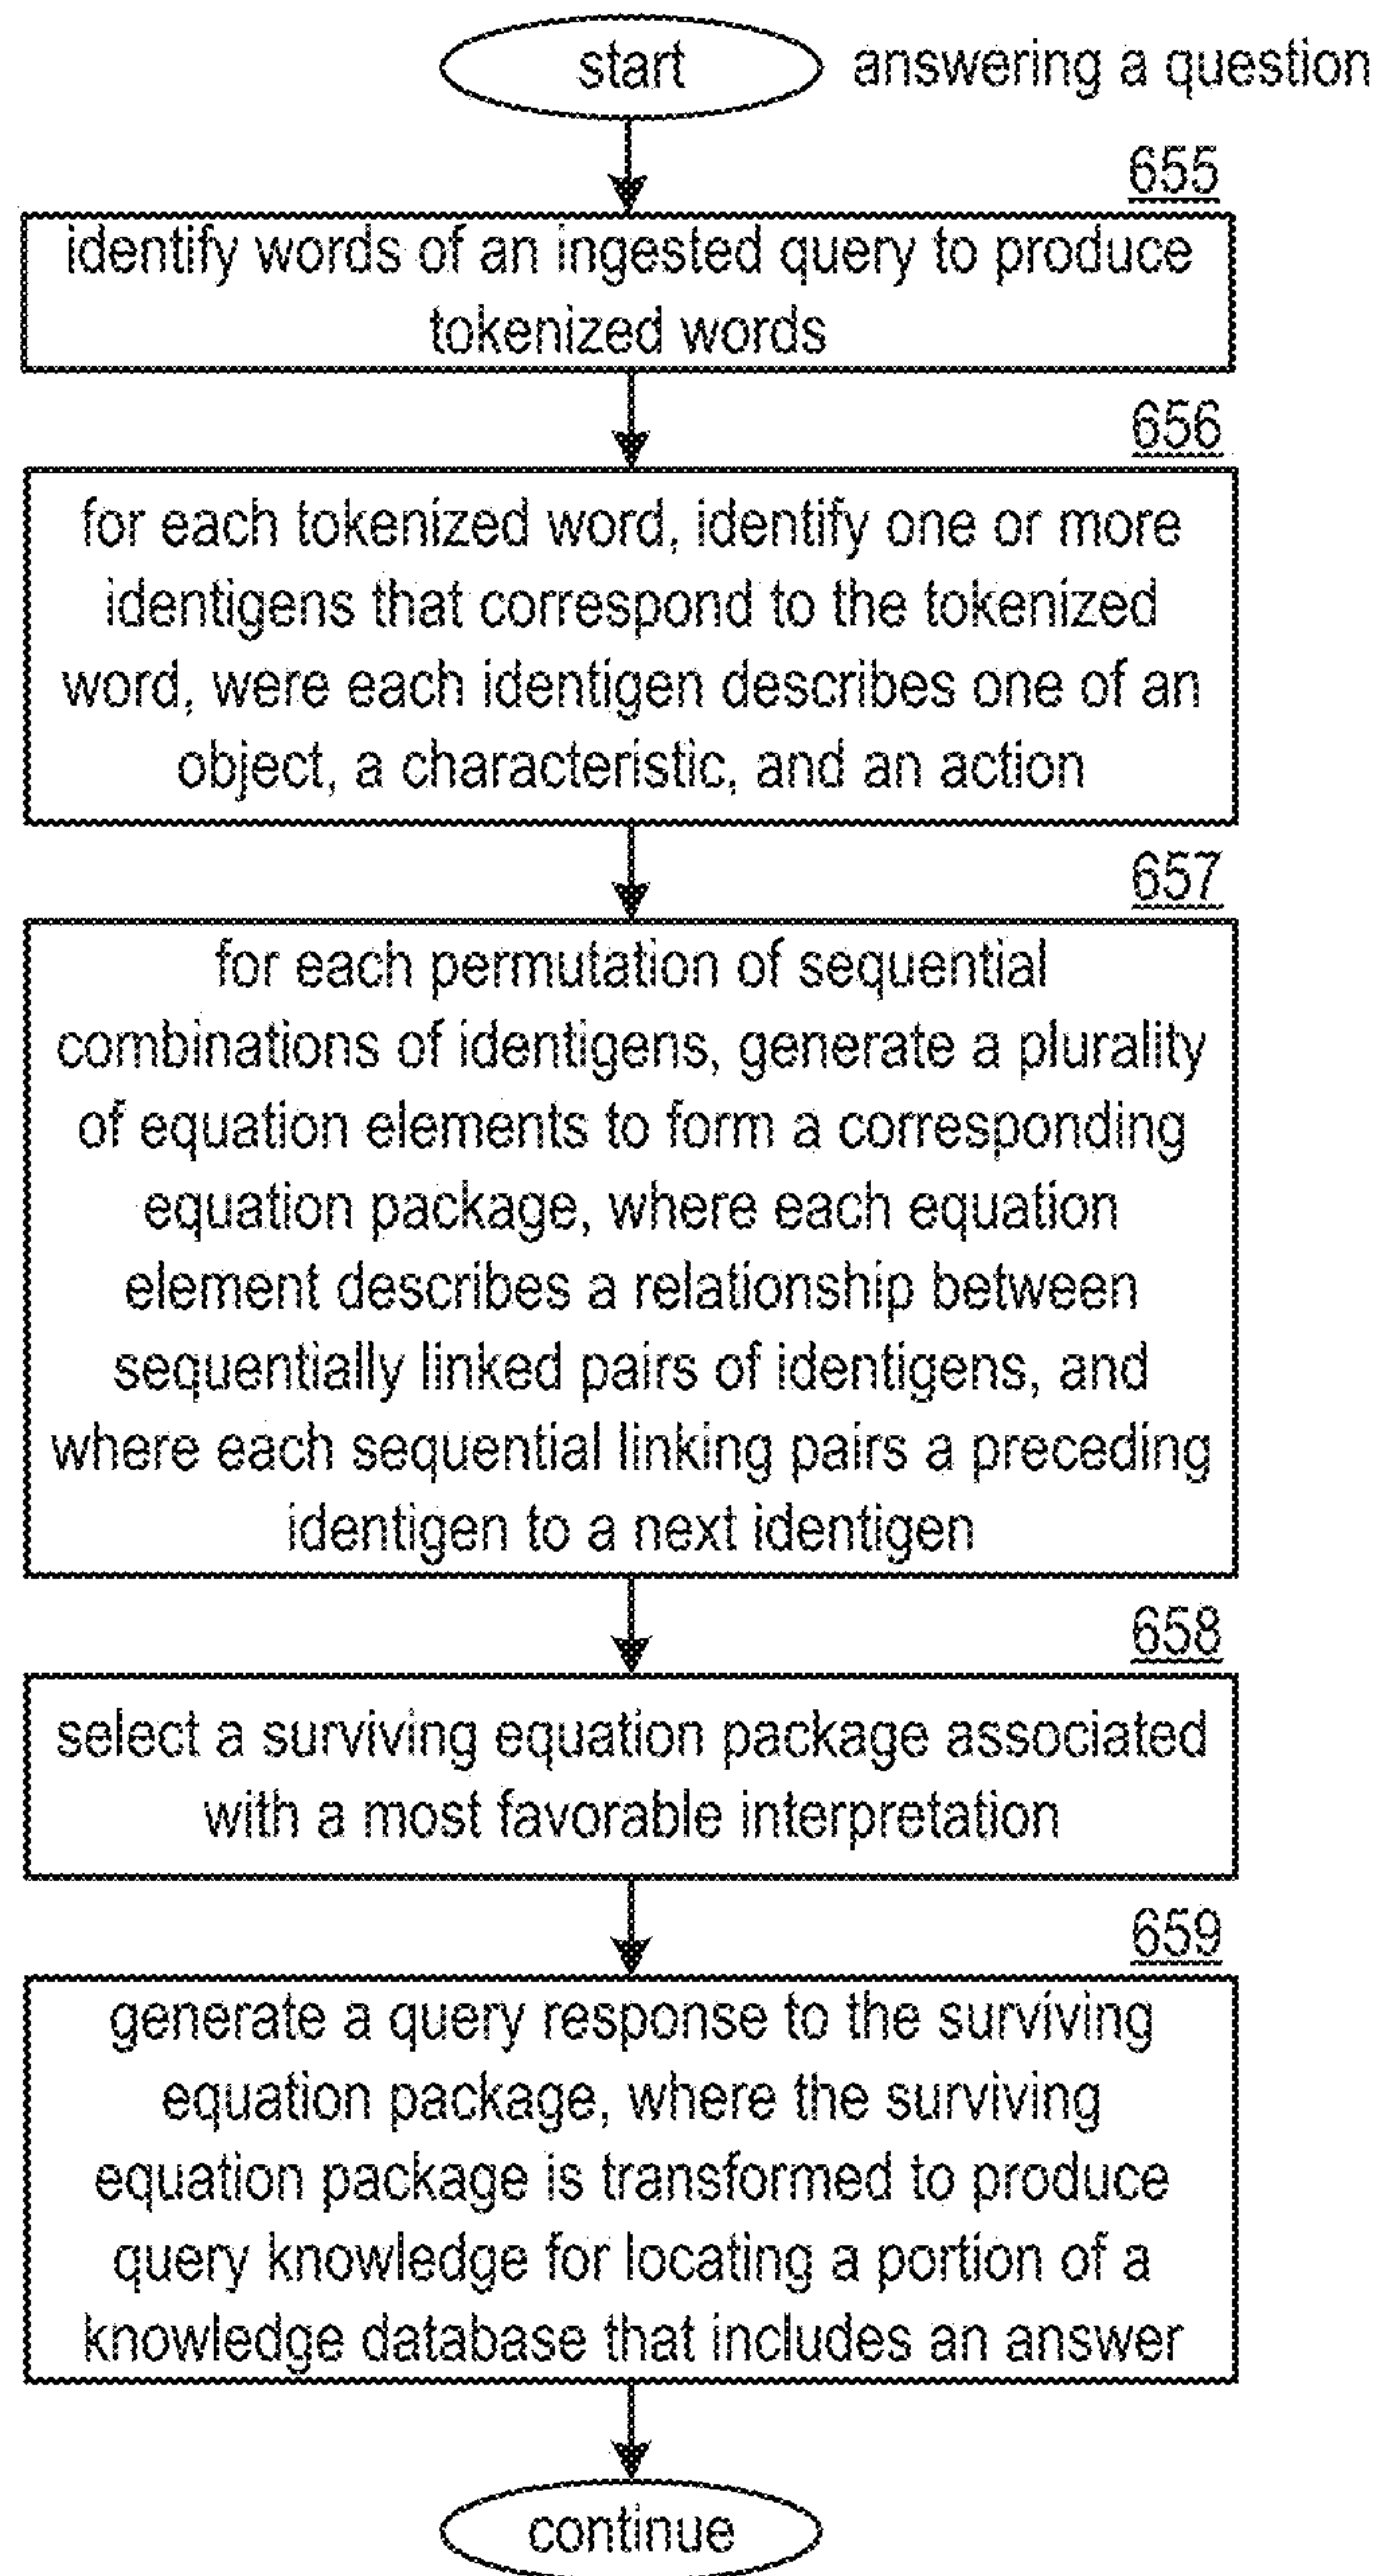 start
answering a question
655
identify words of an ingested query to produce
tokenized words
656
for each tokenized word, identify one or more
identigens that correspond to the tokenized
word, were each identigen describes one of an
object, a characteristic, and an action
657
for each permutation of sequential
combinations of identigens, generate a plurality
of equation elements to form a corresponding
equation package, where each equation
element describes a relationship between
sequentially linked pairs of identigens, and
where each sequential linking pairs a preceding
identigen to a next identigen
658
select a surviving equation package associated
with a most favorable interpretation
659
generate a query response to the surviving
equation package, where the surviving
equation package is transformed to produce
query knowledge for locating a portion of a
knowledge database that includes an answer
continue